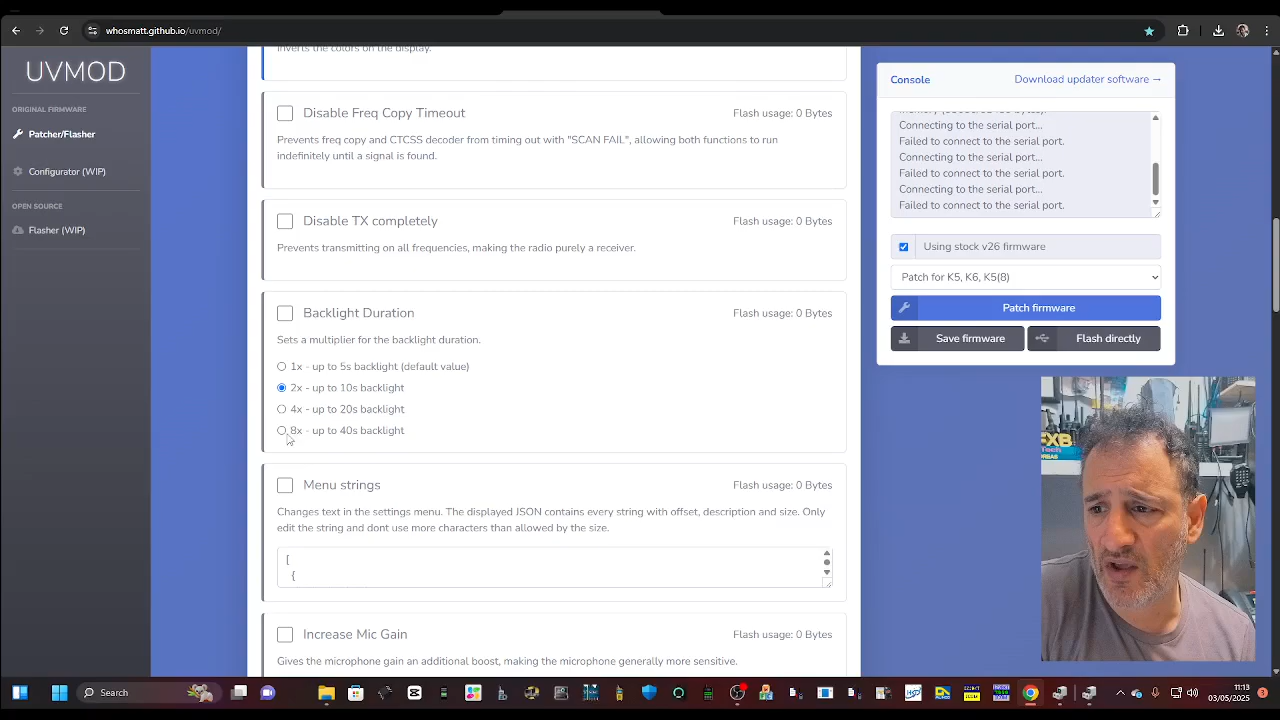 whosmat.github.io/uvmod/
UVMOD
ORIGINAL FIRMWARE
Patcher/Flasher
Configurator (WIP)
OPEN SOURCE
Flasher (WIP)
Inverts the colors on the display.
Disable Freq Copy Timeout
Flash usage: 0 Bytes
Prevents freq copy and CTCSS decoder from timing out with "SCAN FAIL", allowing both functions to run
indefinitely until a signal is found.
Disable TX completely
Flash usage: 0 Bytes
Prevents transmitting on all frequencies, making the radio purely a receiver.
Backlight Duration
Flash usage: 0 Bytes
Sets a multiplier for the backlight duration.
1x - up to 5s backlight (default value)
2x - up to 10s backlight
4x - up to 20s backlight
8x - up to 40s backlight
Menu strings
Flash usage: 0 Bytes
Changes text in the settings menu. The displayed JSON contains every string with offset, description and size. Only
edit the string and dont use more characters than allowed by the size.
[
{
Increase Mic Gain
Flash usage: 0 Bytes
Gives the microphone gain an additional boost, making the microphone generally more sensitive.
Console
Download updater software →
Connecting to the serial port...
Failed to connect to the serial port.
Connecting to the serial port...
Failed to connect to the serial port.
Connecting to the serial port...
Failed to connect to the serial port.
Using stock v26 firmware
Patch for K5, K6, K5(8)
Patch firmware
Save firmware
Flash directly
Tech
Search
11:13
03/05/2025